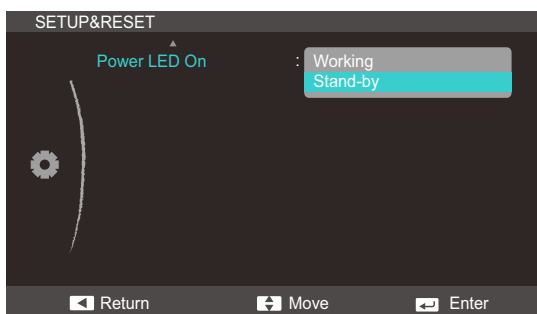 SETUP&RESET
Power LED On : Working
Stand-by
Return Move Enter